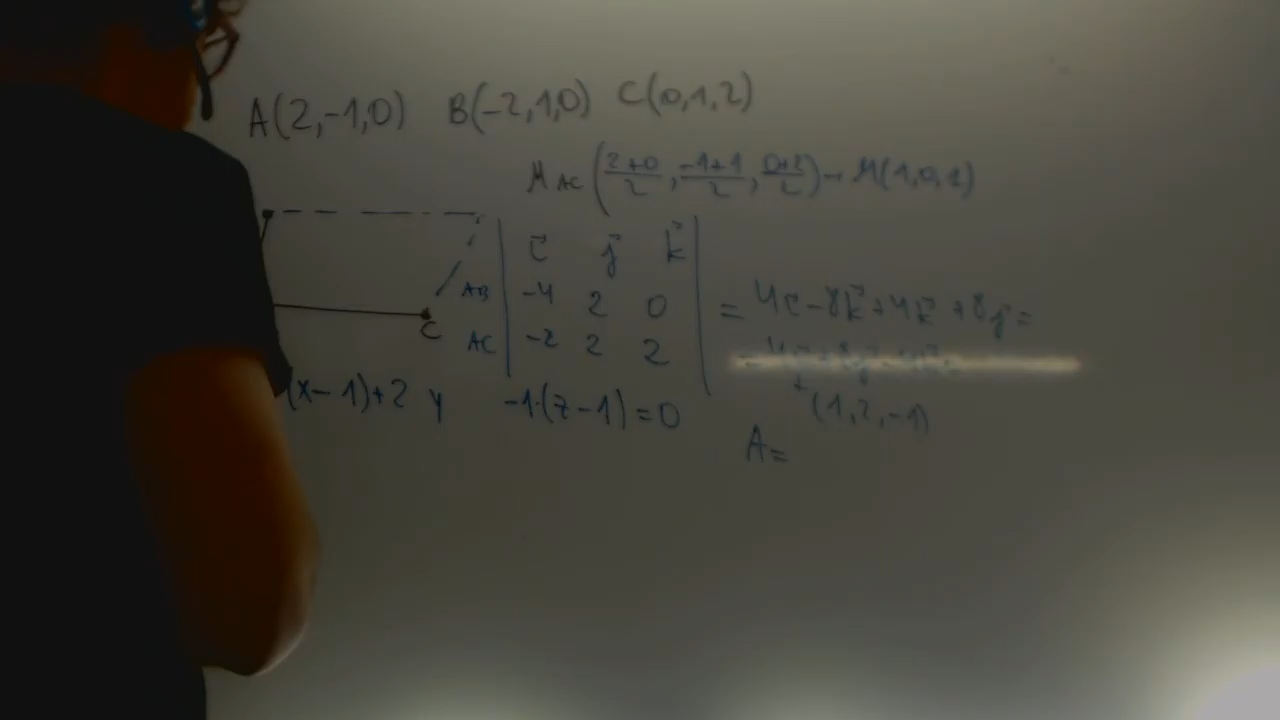 A(2,-1,0) B(-2,1,0) C(0,1,2)
M AC (2+0/2, -1+1/2, 0+2/2) → M(1,0,1)
i j k
AB -4 2 0 = 4i-8k+4k+8j=
C AC -2 2 2
(x-1)+2 y -1·(z-1)=0 (1,2,-1)
A=